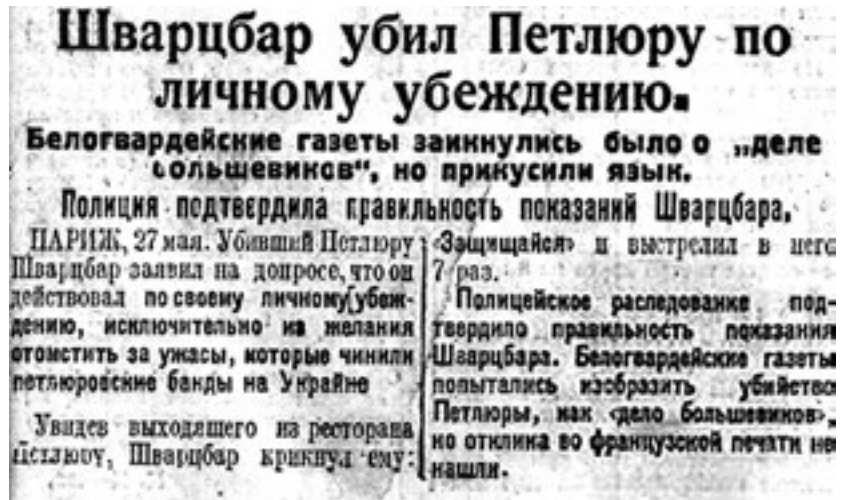 Шварцбар убил Петлюру по
личному убеждению.
Белогвардейские газеты заикнулись было о „деле
большевиков“, но прикусили язык.
Полиция подтвердила правильность показаний Шварцбара.
ПАРИЖ, 27 мая. Убивший Петлюру
Шварцбар заявил на допросе, что он
действовал по своему личному убеж-
дению, исключительно из желания
отомстить за ужасы, которые чинили
петлюровские банды на Украйне
Увидев выходящего из ресторана
Петлюру, Шварцбар крикнул ему:
«Защищайся» и выстрелил в него
7 раз.
Полицейское раследование под-
твердило правильность показания
Шварцбара. Белогвардейские газеты
попытались изобразить убийство
Петлюры, как «дело большевиков»,
но отклика во французской печати не
нашли.